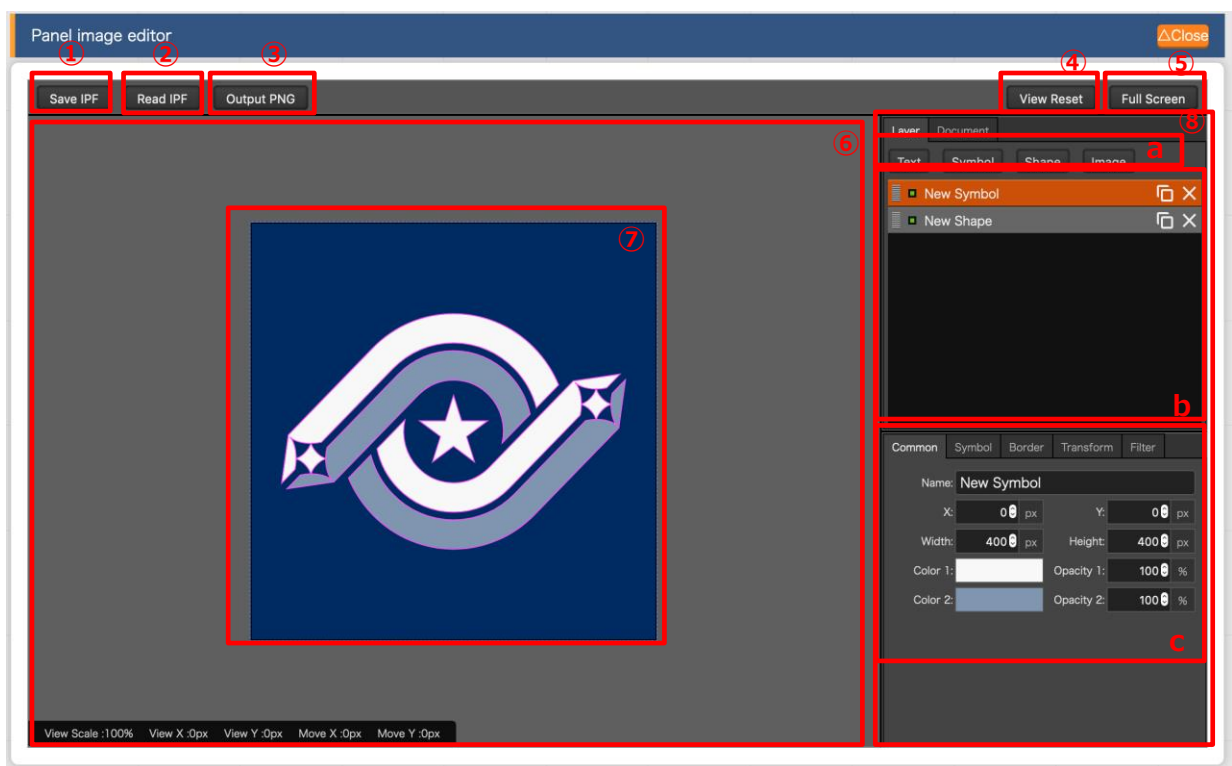 Panel image editor
△Close
① ② ③ ④ ⑤
Save IPF Read IPF Output PNG View Reset Full Screen
⑧
Layer Document
⑥ a
Text Symbol Shape Image
New Symbol
New Shape
⑦
b
Common Symbol Border Transform Filter
Name: New Symbol
X: 0 px Y: 0 px
Width: 400 px Height: 400 px
Color 1: Opacity 1: 100 %
Color 2: Opacity 2: 100 %
c
View Scale :100% View X :0px View Y :0px Move X :0px Move Y :0px